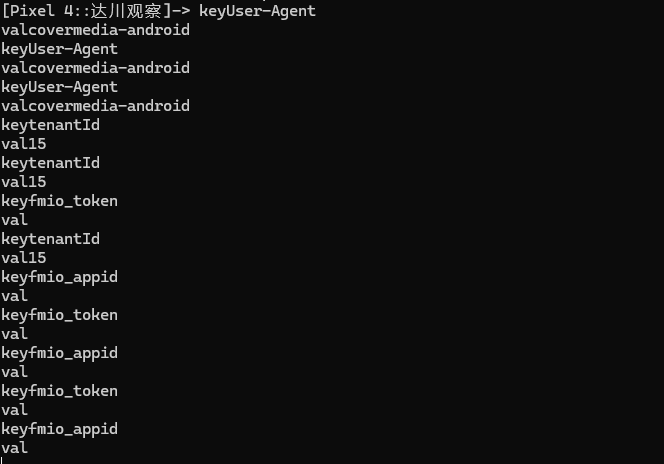 [Pixel 4::达川观察]-> keyUser-Agent
valcovermedia-android
keyUser-Agent
valcovermedia-android
keyUser-Agent
valcovermedia-android
keytenantId
val15
keytenantId
val15
keyfmio_token
val
keytenantId
val15
keyfmio_appid
val
keyfmio_token
val
keyfmio_appid
val
keyfmio_token
val
keyfmio_appid
val